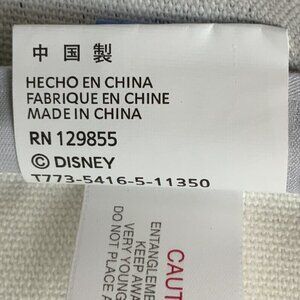 中国製
HECHO EN CHINA
FABRIQUE EN CHINE
MADE IN CHINA
RN 129855
© DISNEY
T773-5416-5-11350
CAUT
ENTANGLEME
KEEP AWA
VERY YOUNG
DO NOT PLACE A